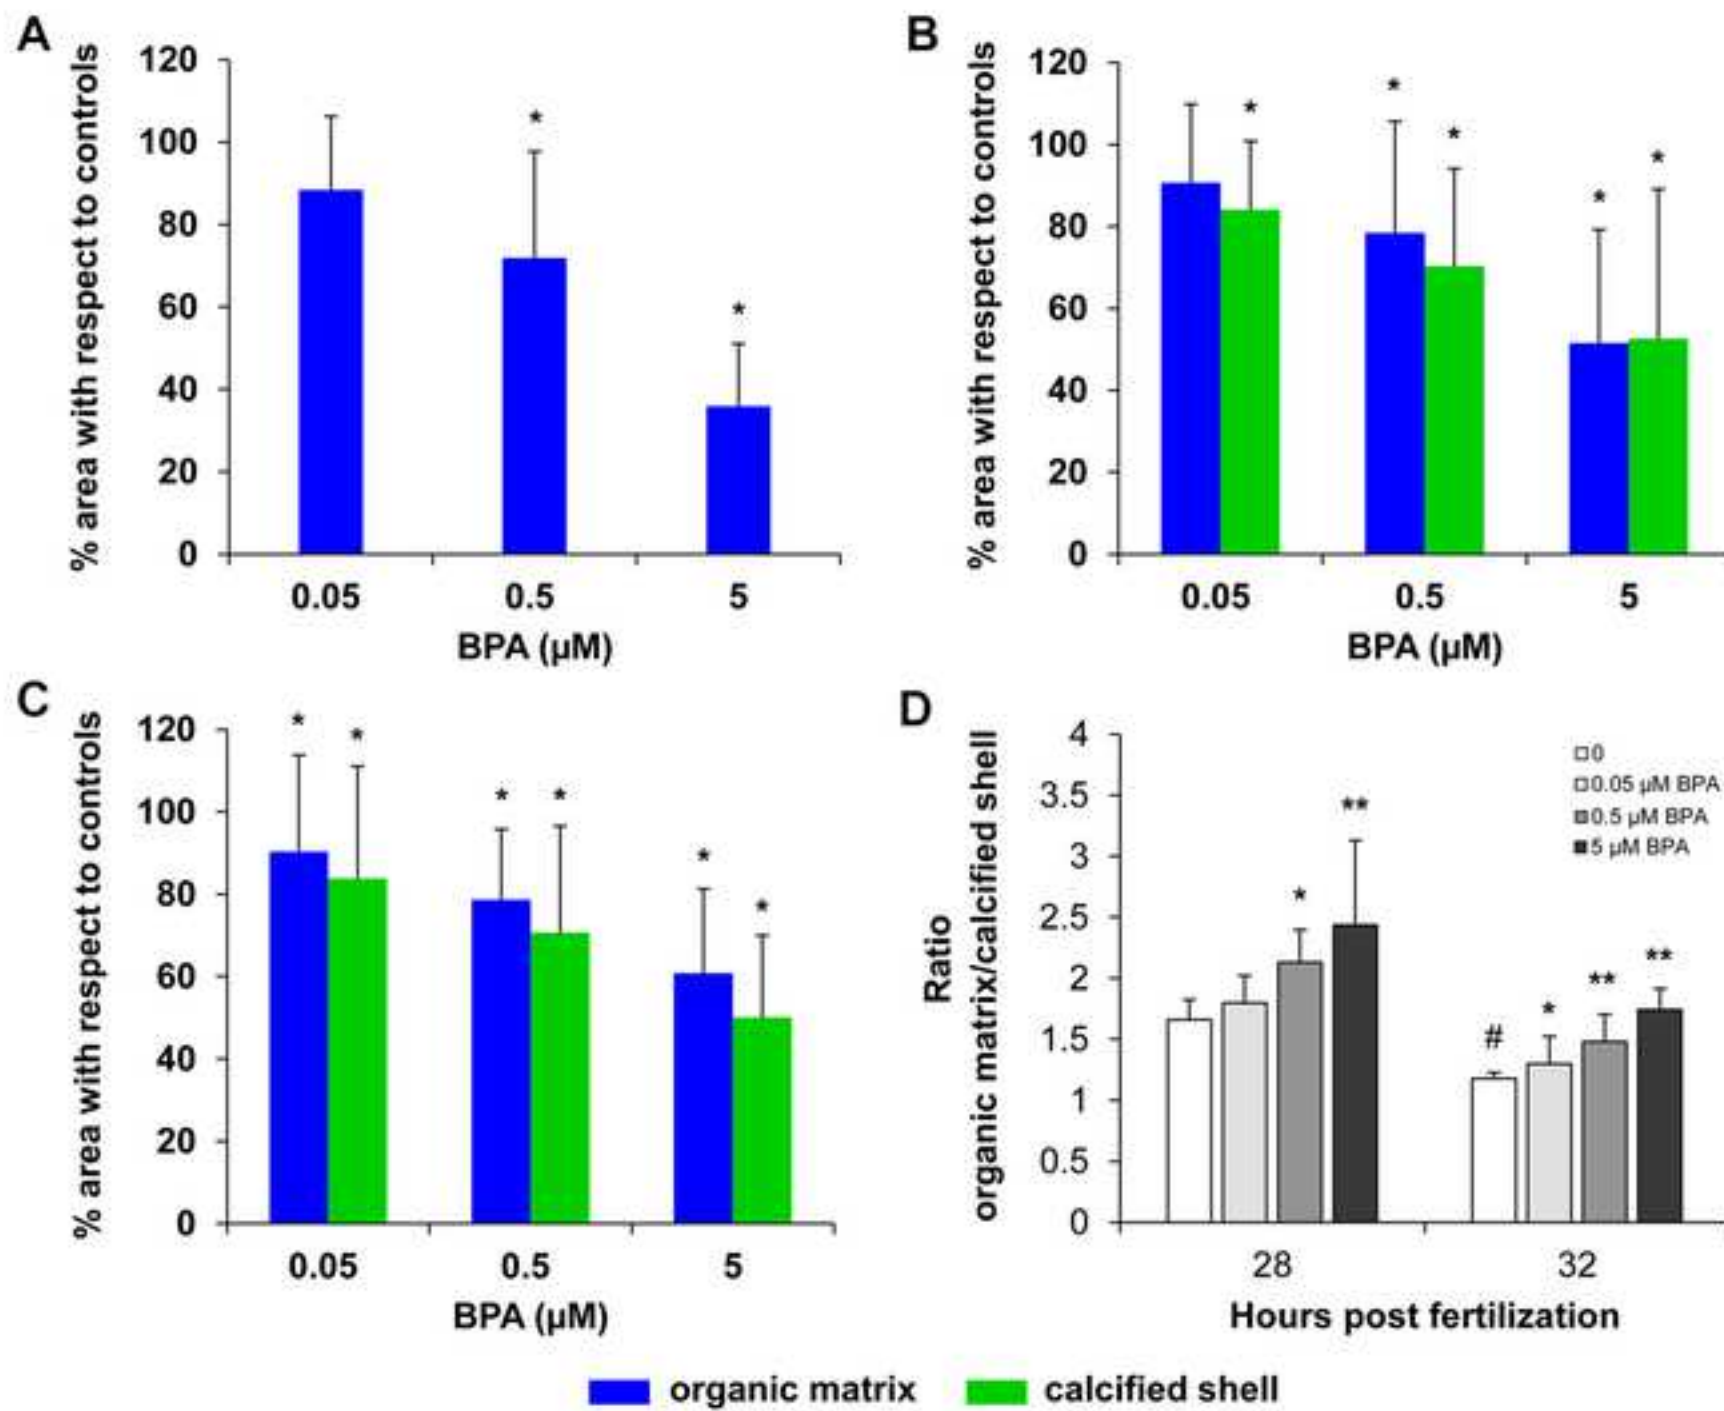 A
% area with respect to controls
120
100
80
60
40
20
0
* *
0.05 0.5 5
BPA (µM)
B
% area with respect to controls
120
100
80
60
40
20
0
* * * * *
0.05 0.5 5
BPA (µM)
C
% area with respect to controls
120
100
80
60
40
20
0
* * * * * *
0.05 0.5 5
BPA (µM)
D
Ratio
organic matrix/calcified shell
4
3.5
3
2.5
2
1.5
1
0.5
0
0
0.05 µM BPA
0.5 µM BPA
5 µM BPA
* ** # * ** **
28 32
Hours post fertilization
organic matrix calcified shell